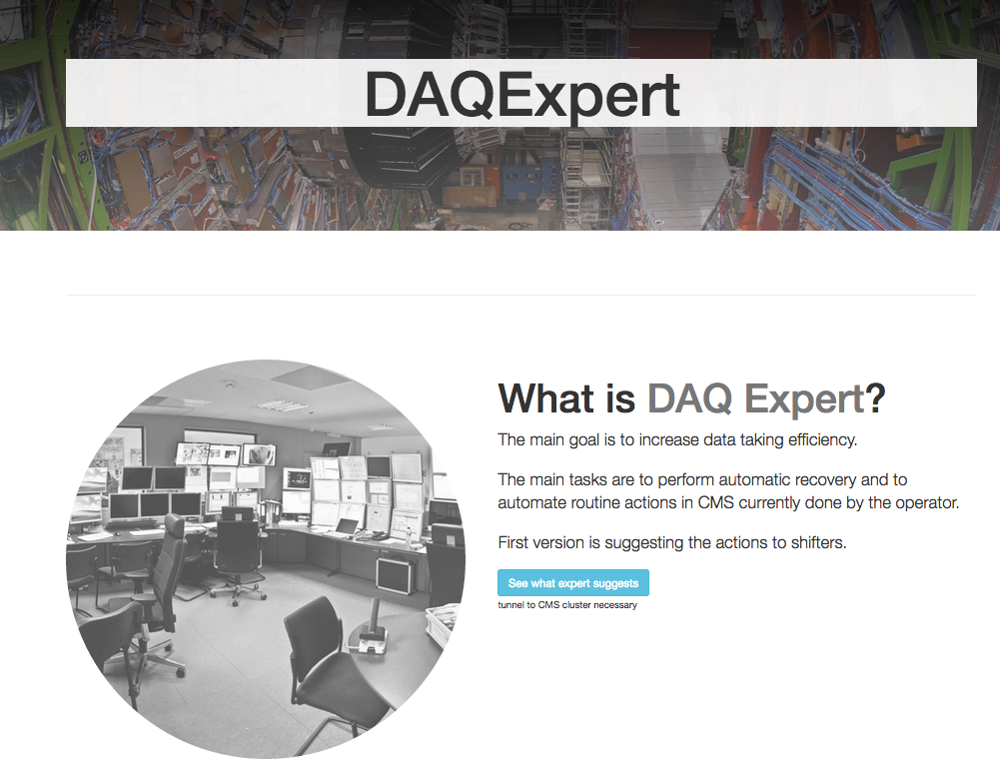 DAQExpert
What is DAQ Expert?
The main goal is to increase data taking efficiency.
The main tasks are to perform automatic recovery and to
automate routine actions in CMS currently done by the operator.
First version is suggesting the actions to shifters.
See what expert suggests
tunnel to CMS cluster necessary